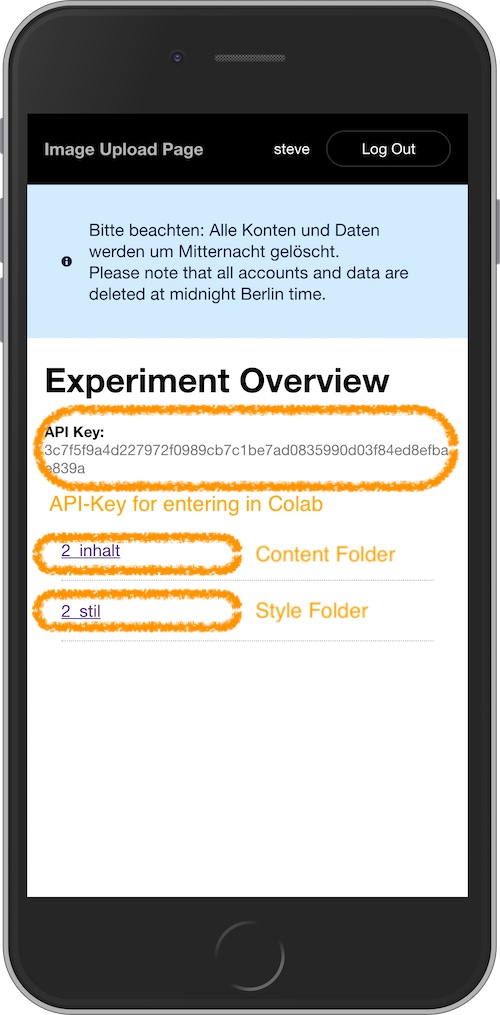 Image Upload Page steve Log Out
Bitte beachten: Alle Konten und Daten
werden um Mitternacht gelöscht.
Please note that all accounts and data are
deleted at midnight Berlin time.
Experiment Overview
API Key:
3c7f5f9a4d227972f0989cb7c1be7ad0835990d03f84ed8efba
e839a
API-Key for entering in Colab
2_inhalt Content Folder
2_stil Style Folder